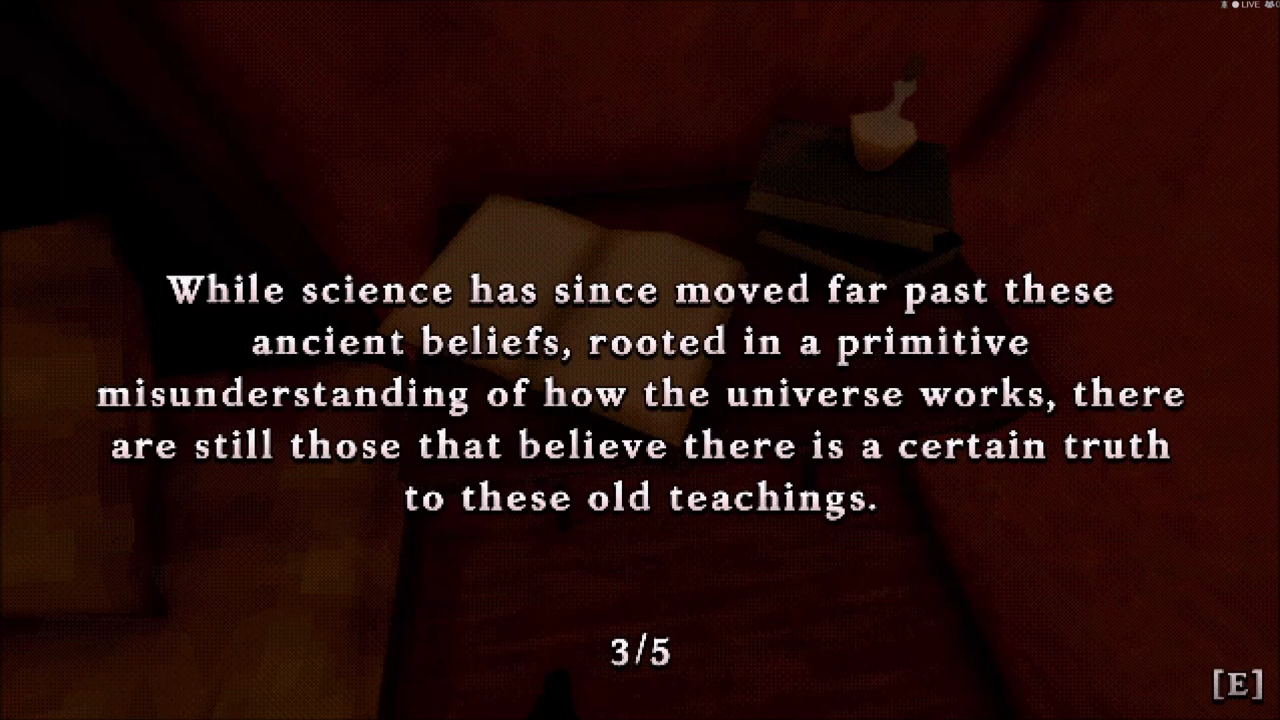 LIVE
While science has since moved far past these
ancient beliefs, rooted in a primitive
misunderstanding of how the universe works, there
are still those that believe there is a certain truth
to these old teachings.
3/5
[E]